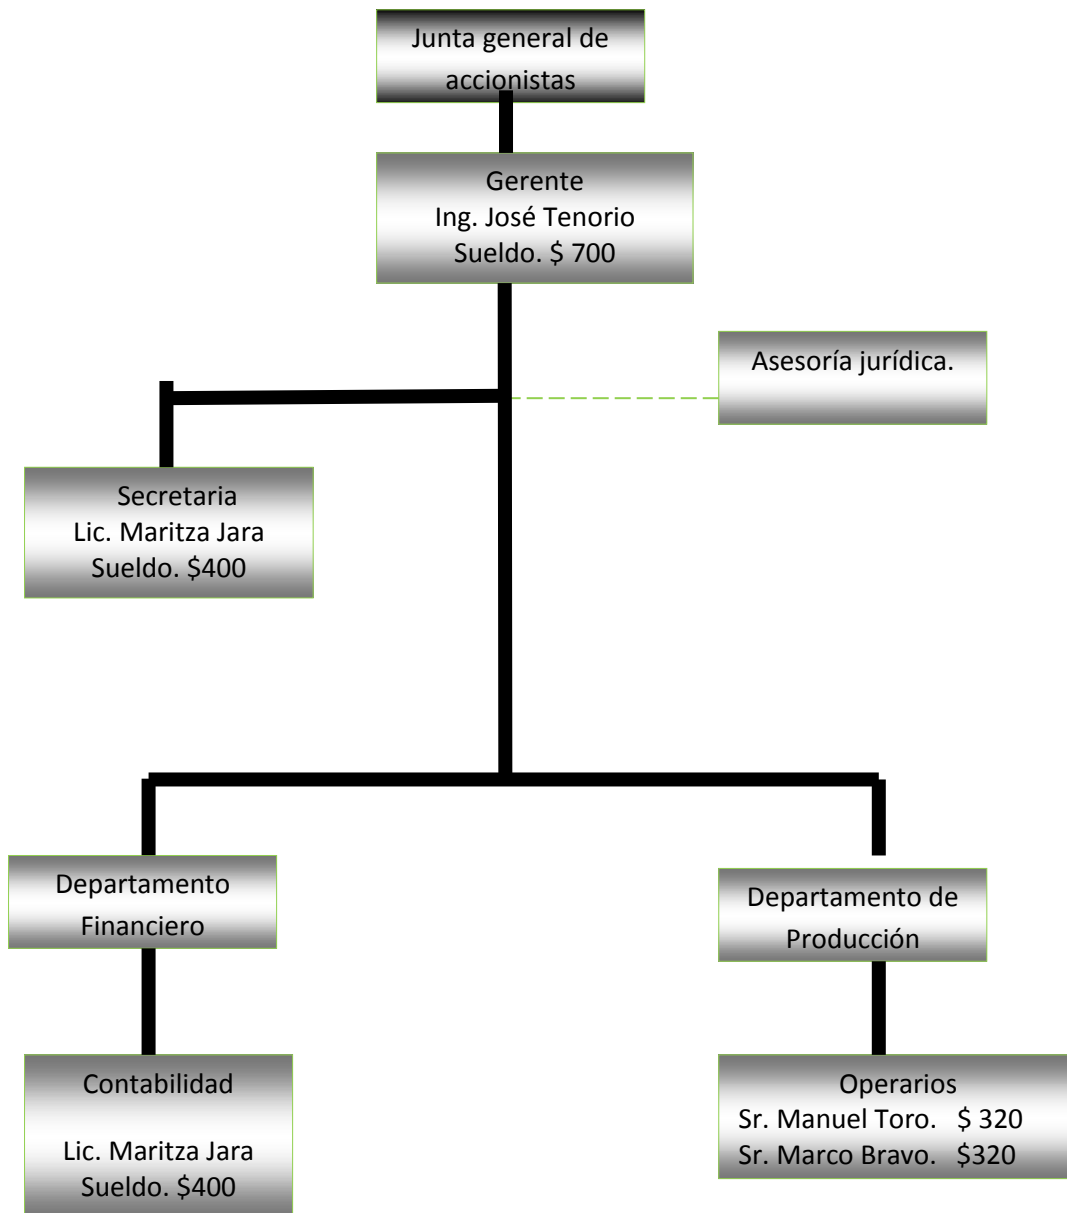 Junta general de
accionistas
Gerente
Ing. José Tenorio
Sueldo. $ 700
Asesoría jurídica.
Secretaria
Lic. Maritza Jara
Sueldo. $400
Departamento
Financiero
Departamento de
Producción
Contabilidad
Lic. Maritza Jara
Sueldo. $400
Operarios
Sr. Manuel Toro. $ 320
Sr. Marco Bravo. $320